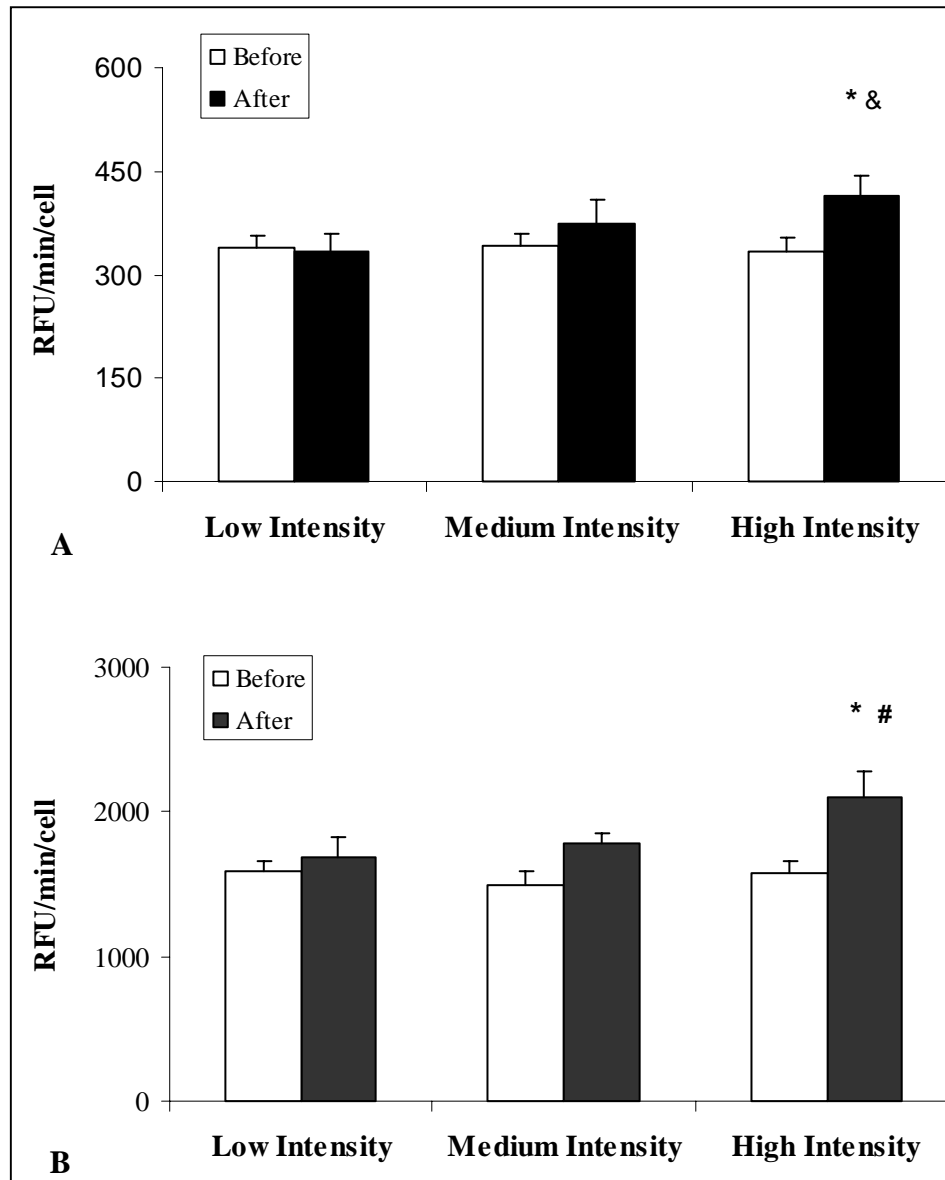 Before
After
600
* &
450
300
150
0
RFU/min/cell
Low Intensity
Medium Intensity
High Intensity
A
3000
Before
After
* #
2000
1000
0
RFU/min/cell
Low Intensity
Medium Intensity
High Intensity
B